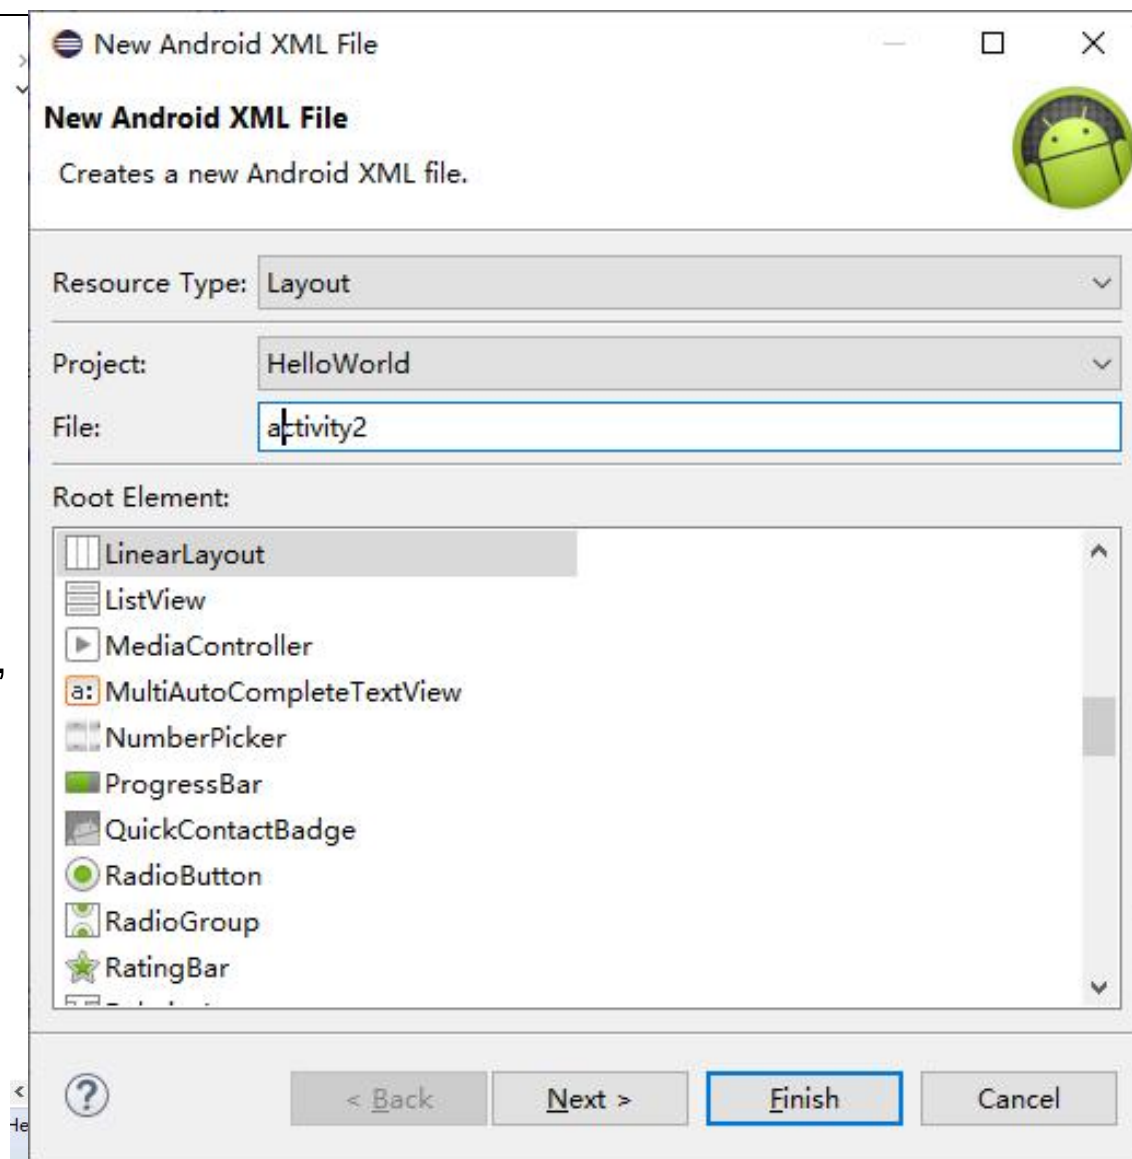 New Android XML File
New Android XML File
Creates a new Android XML file.
Resource Type: Layout
Project: HelloWorld
File: activity2
Root Element:
LinearLayout
ListView
MediaController
a: MultiAutoCompleteTextView
NumberPicker
ProgressBar
QuickContactBadge
RadioButton
RadioGroup
RatingBar
? < Back Next > Finish Cancel
He